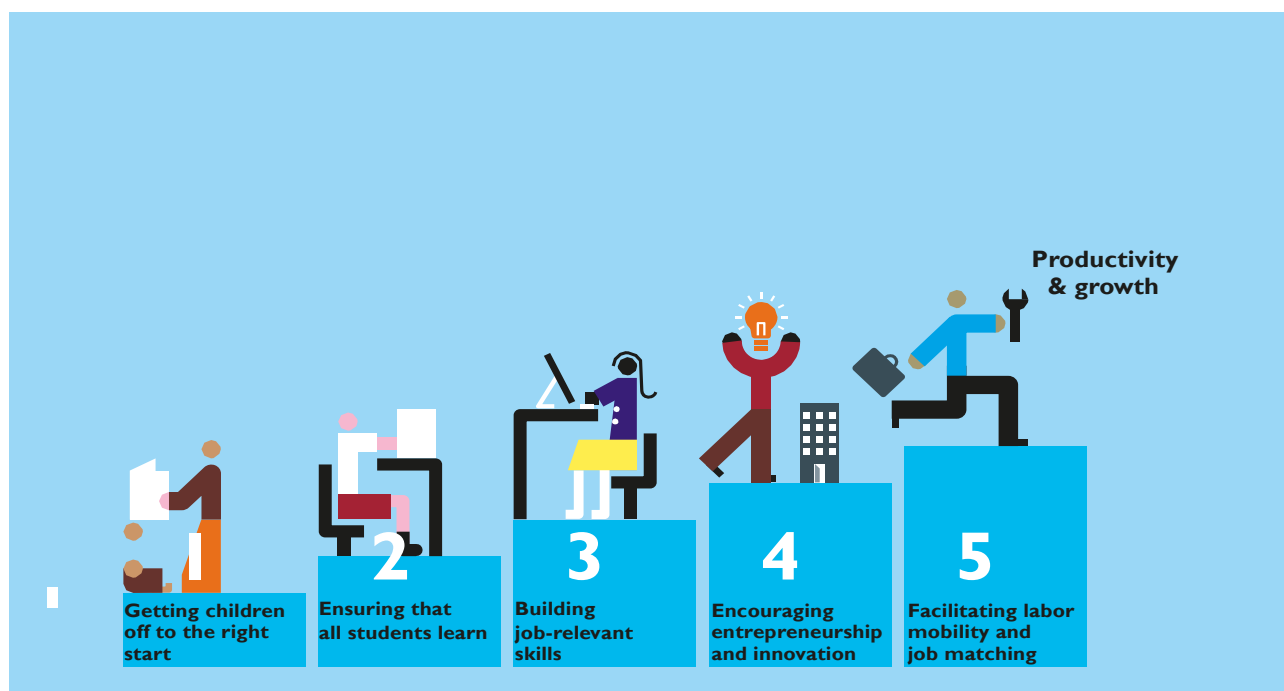 Productivity
& growth
1
Getting children
off to the right
start
2
Ensuring that
all students learn
3
Building
job-relevant
skills
4
Encouraging
entrepreneurship
and innovation
5
Facilitating labor
mobility and
job matching